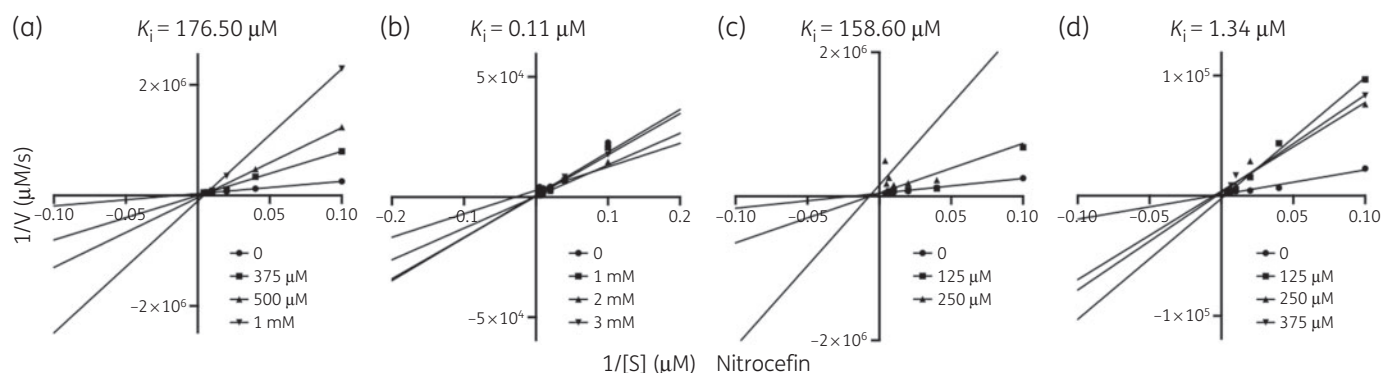 (a) Kᵢ = 176.50 μM
2×10⁶
−2×10⁶
−0.10 −0.05 0.05 0.10
0
375 μM
500 μM
1 mM
(b) Kᵢ = 0.11 μM
5×10⁴
−5×10⁴
−0.2 0.1 0.1 0.2
0
1 mM
2 mM
3 mM
(c) Kᵢ = 158.60 μM
2×10⁶
−2×10⁶
−0.10 −0.05 0.05 0.10
0
125 μM
250 μM
(d) Kᵢ = 1.34 μM
1×10⁵
−1×10⁵
−0.10 −0.05 0.05 0.10
0
125 μM
250 μM
375 μM
1/V (μM/s)
1/[S] (μM) Nitrocefin